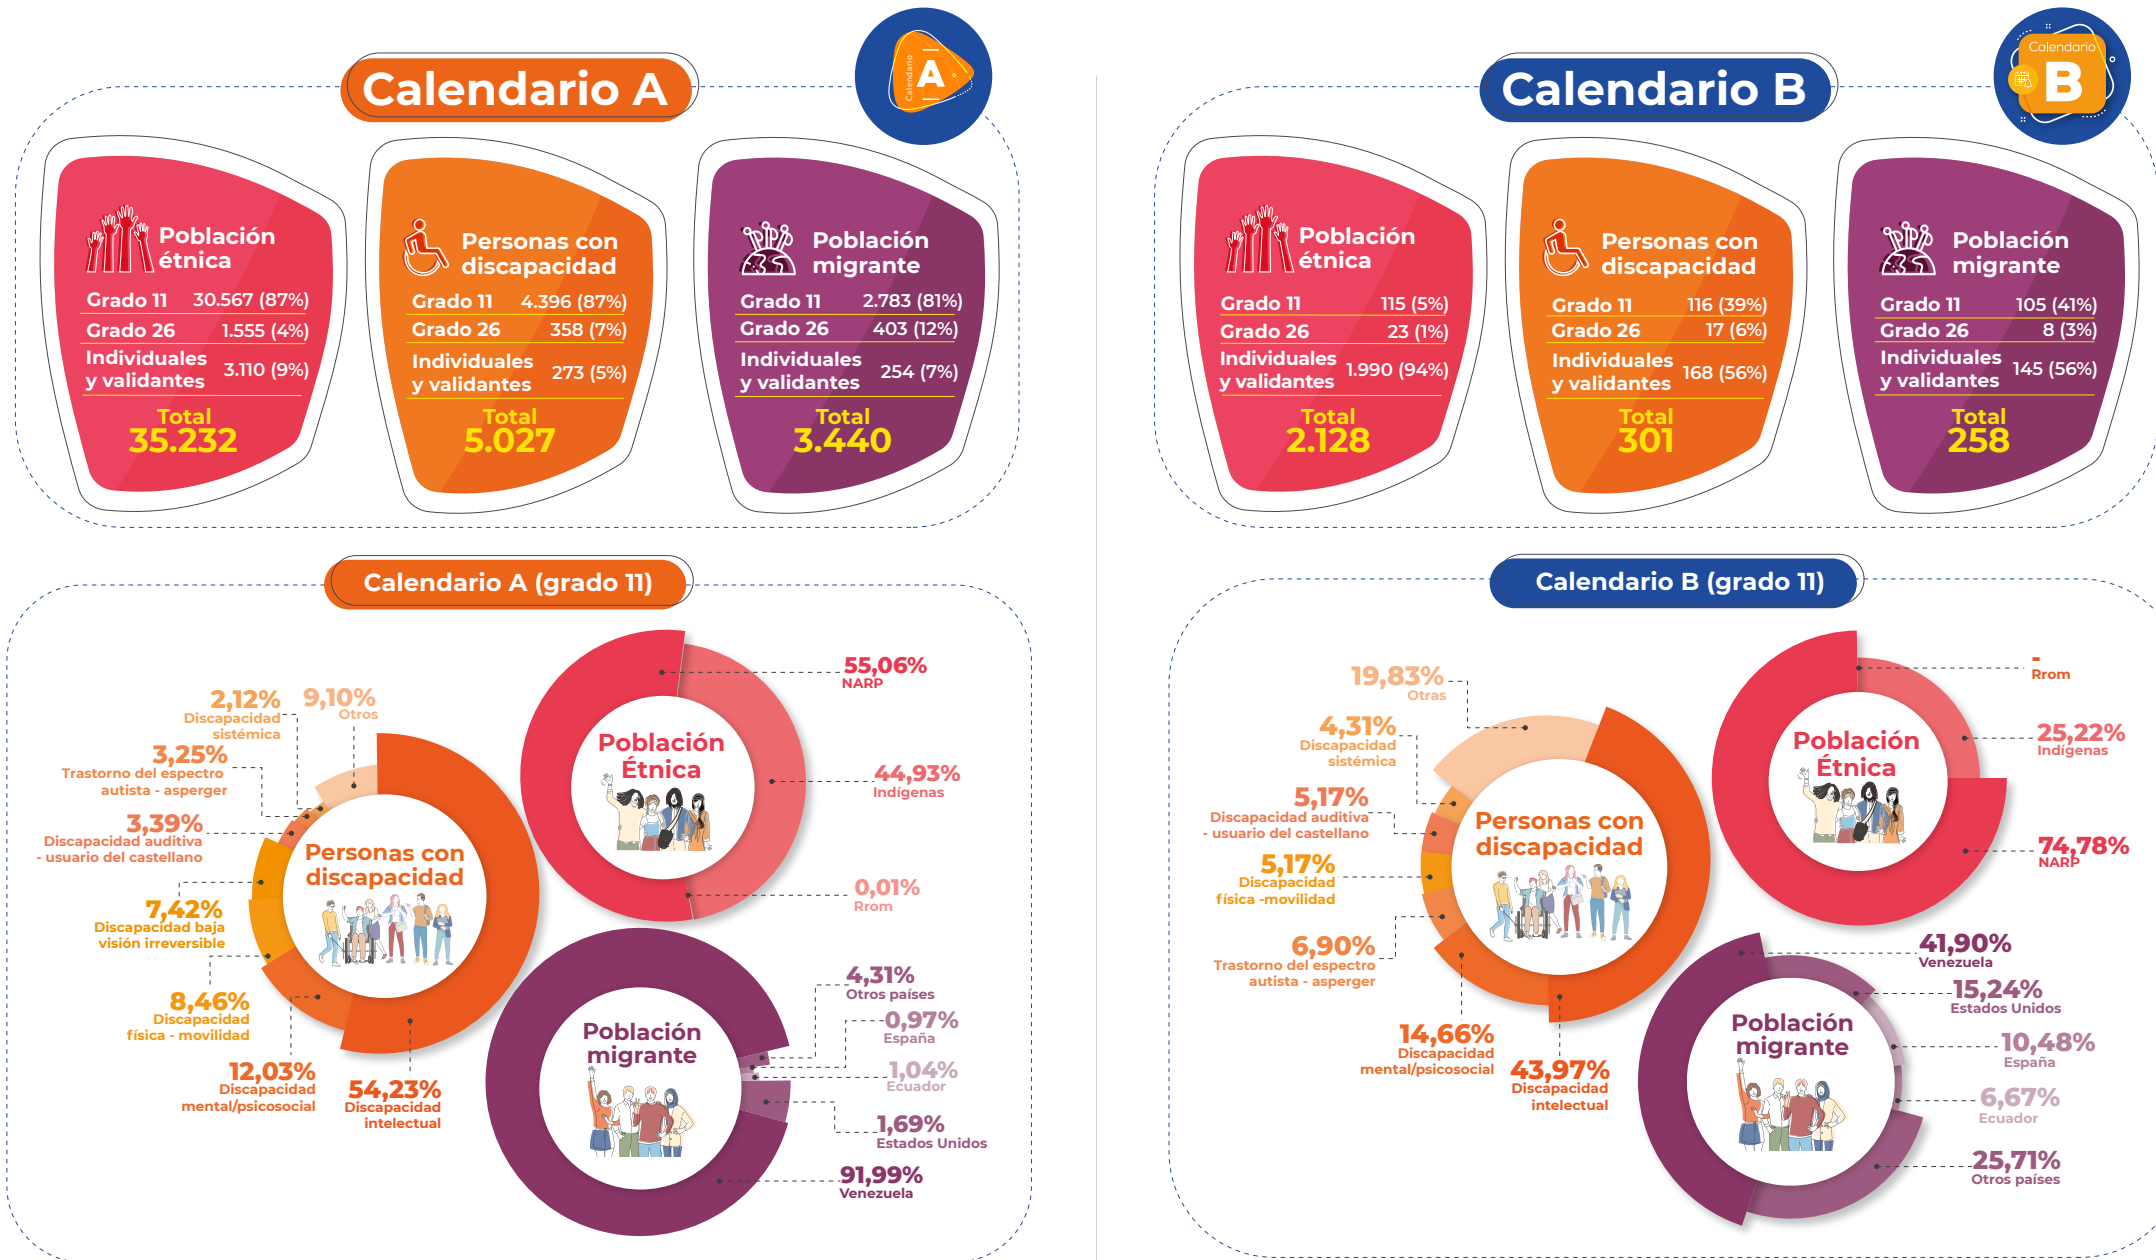 Calendario A
Calendario
A
Población
étnica
Grado 11 30.567 (87%)
Grado 26 1.555 (4%)
Individuales
y validantes 3.110 (9%)
Total
35.232
Personas con
discapacidad
Grado 11 4.396 (87%)
Grado 26 358 (7%)
Individuales
y validantes 273 (5%)
Total
5.027
Población
migrante
Grado 11 2.783 (81%)
Grado 26 403 (12%)
Individuales
y validantes 254 (7%)
Total
3.440
Calendario A (grado 11)
2,12%
Discapacidad
sistémica
9,10%
Otros
3,25%
Trastorno del espectro
autista - asperger
3,39%
Discapacidad auditiva
- usuario del castellano
7,42%
Discapacidad baja
visión irreversible
8,46%
Discapacidad
física - movilidad
12,03%
Discapacidad
mental/psicosocial
54,23%
Discapacidad
intelectual
Personas con
discapacidad
Población
Étnica
55,06%
NARP
44,93%
Indígenas
0,01%
Rrom
Población
migrante
4,31%
Otros países
0,97%
España
1,04%
Ecuador
1,69%
Estados Unidos
91,99%
Venezuela
Calendario B
Calendario
B
Población
étnica
Grado 11 115 (5%)
Grado 26 23 (1%)
Individuales
y validantes 1.990 (94%)
Total
2.128
Personas con
discapacidad
Grado 11 116 (39%)
Grado 26 17 (6%)
Individuales
y validantes 168 (56%)
Total
301
Población
migrante
Grado 11 105 (41%)
Grado 26 8 (3%)
Individuales
y validantes 145 (56%)
Total
258
Calendario B (grado 11)
19,83%
Otras
4,31%
Discapacidad
sistémica
5,17%
Discapacidad auditiva
- usuario del castellano
5,17%
Discapacidad
física -movilidad
6,90%
Trastorno del espectro
autista - asperger
14,66%
Discapacidad
mental/psicosocial
43,97%
Discapacidad
intelectual
Personas con
discapacidad
Población
Étnica
-
Rrom
25,22%
Indígenas
74,78%
NARP
Población
migrante
41,90%
Venezuela
15,24%
Estados Unidos
10,48%
España
6,67%
Ecuador
25,71%
Otros países